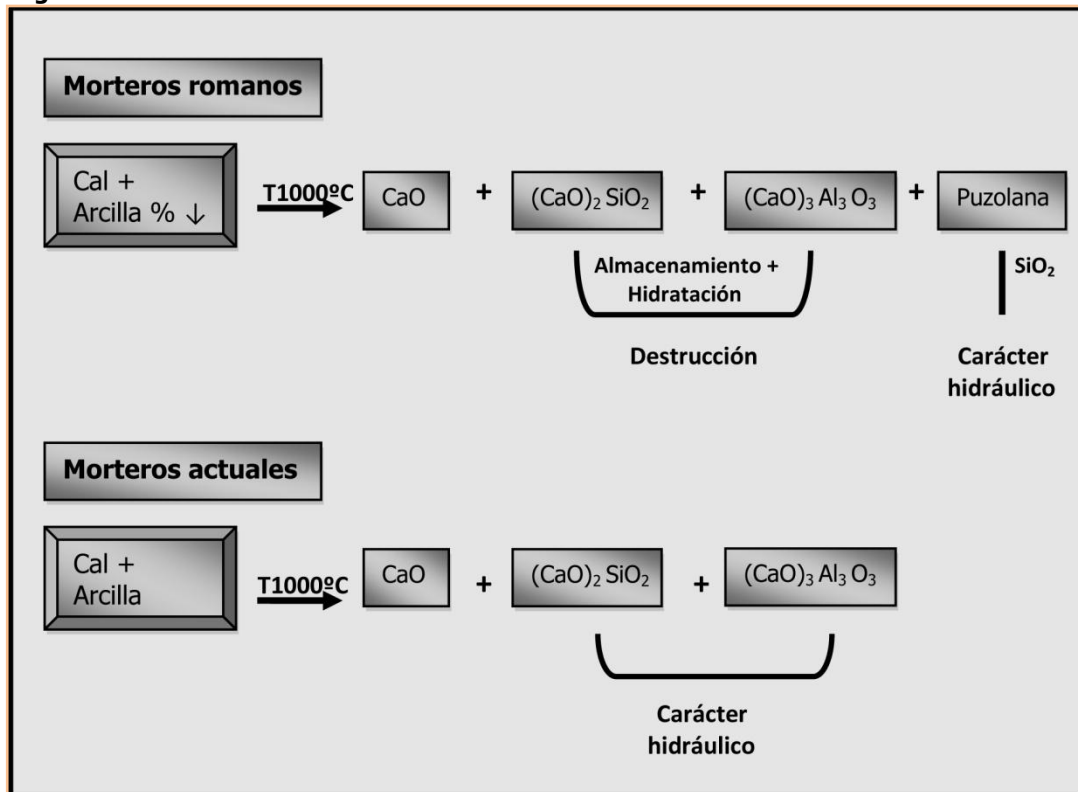 Morteros romanos
Cal +
Arcilla % ↓
T1000ºC
CaO + (CaO)₂ SiO₂ + (CaO)₃ Al₃ O₃ + Puzolana
Almacenamiento +
Hidratación
SiO₂
Destrucción
Carácter
hidráulico
Morteros actuales
Cal +
Arcilla
T1000ºC
CaO + (CaO)₂ SiO₂ + (CaO)₃ Al₃ O₃
Carácter
hidráulico